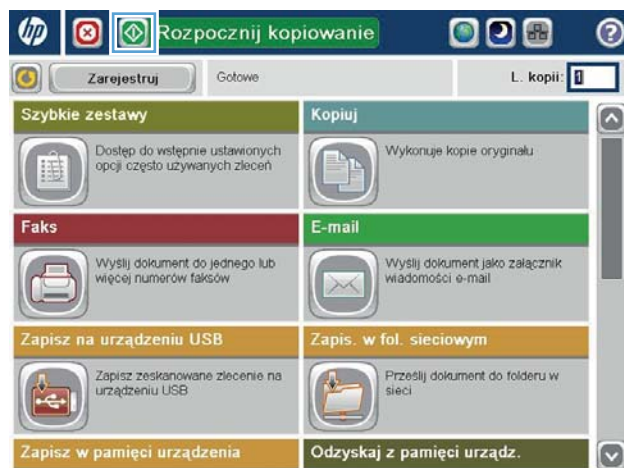 hp
Rozpocznij kopiowanie
?
Zarejestruj
Gotowe
L. kopii: 1
Szybkie zestawy
Kopiuj
Dostęp do wstępnie ustawionych
opcji często używanych zleceń
Wykonuje kopie oryginału
Faks
E-mail
Wyślij dokument do jednego lub
więcej numerów faksów
Wyślij dokument jako załącznik
wiadomości e-mail
Zapisz na urządzeniu USB
Zapis. w fol. sieciowym
Zapisz zeskanowane zlecenie na
urządzeniu USB
Prześlij dokument do folderu w
sieci
Zapisz w pamięci urządzenia
Odzyskaj z pamięci urządz.